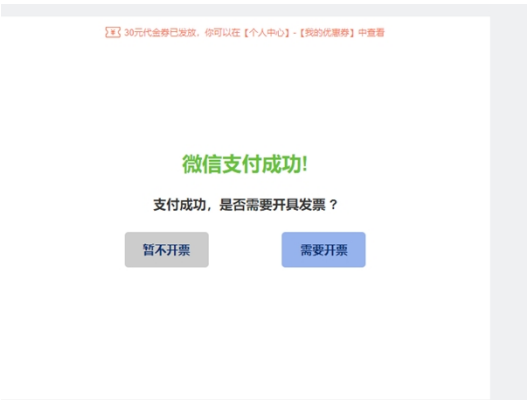 30元代金券已发放，你可以在【个人中心】-【我的优惠券】中查看
微信支付成功!
支付成功，是否需要开具发票？
暂不开票
需要开票